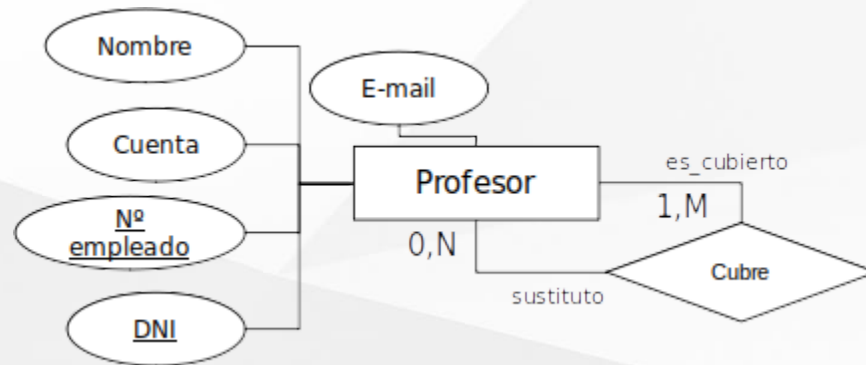 Nombre
E-mail
Cuenta
Profesor
es_cubierto
1,M
Nº
empleado
0,N
Cubre
sustituto
DNI